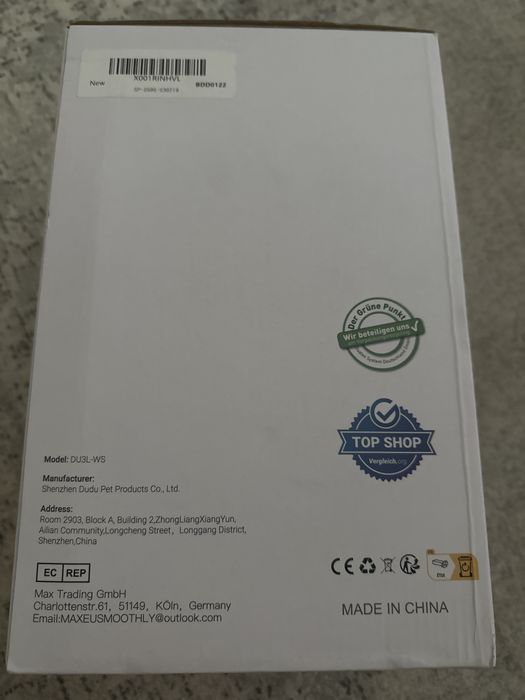 X001RINHVL
New
BDD0122
Der Grüne Punkt
Wir beteiligen uns
TOP SHOP
Vergleich.org
Model: DU3L-WS
Manufacturer:
Shenzhen Dudu Pet Products Co., Ltd.
Address:
Room 2903, Block A, Building 2,ZhongLiangXiangYun,
Ailian Community,Longcheng Street, Longgang District,
Shenzhen,China
EC REP
Max Trading GmbH
Charlottenstr.61, 51149, KÖln, Germany
Email:MAXEUSMOOTHLY@outlook.com
CE
MADE IN CHINA